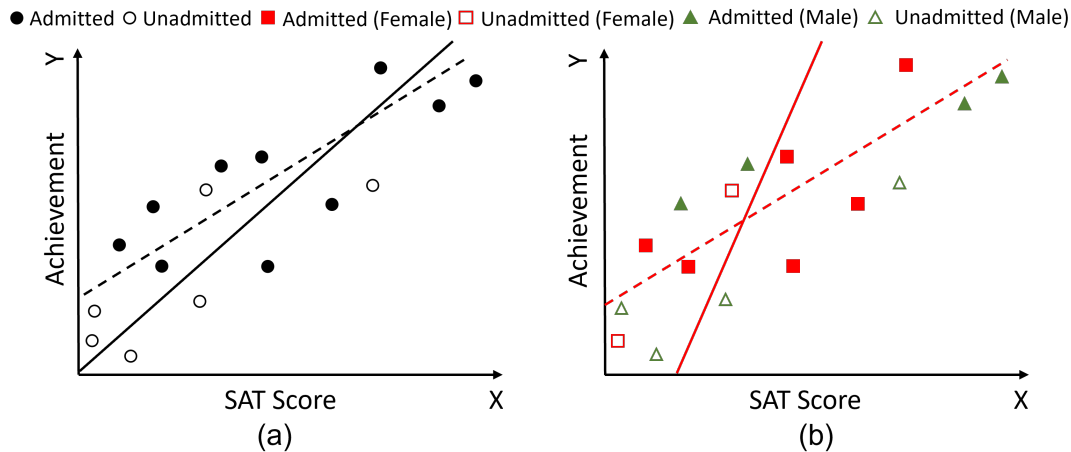 Admitted Unadmitted Admitted (Female) Unadmitted (Female) Admitted (Male) Unadmitted (Male)
Y
Achievement
SAT Score X
(a)
Y
Achievement
SAT Score X
(b)